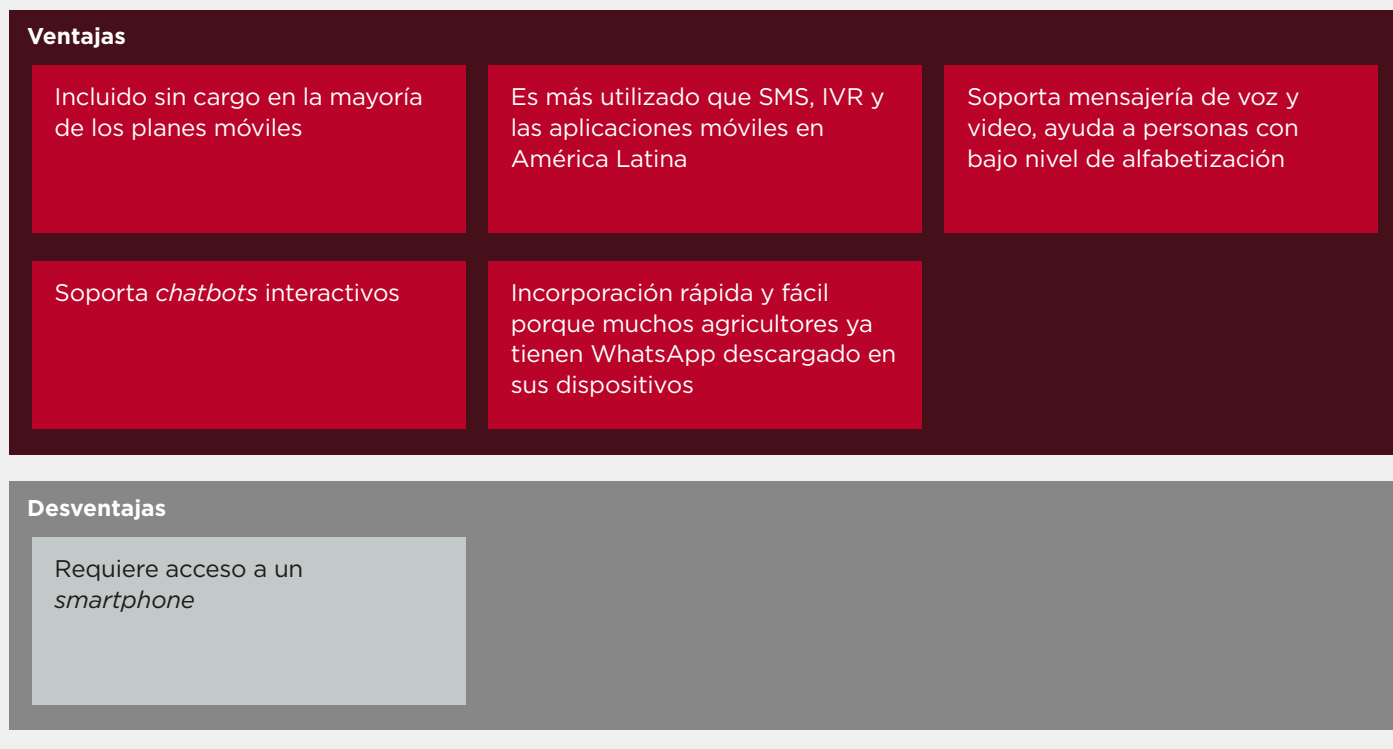 Ventajas
Incluido sin cargo en la mayoría
de los planes móviles
Es más utilizado que SMS, IVR y
las aplicaciones móviles en
América Latina
Soporta mensajería de voz y
video, ayuda a personas con
bajo nivel de alfabetización
Soporta chatbots interactivos
Incorporación rápida y fácil
porque muchos agricultores ya
tienen WhatsApp descargado en
sus dispositivos
Desventajas
Requiere acceso a un
smartphone